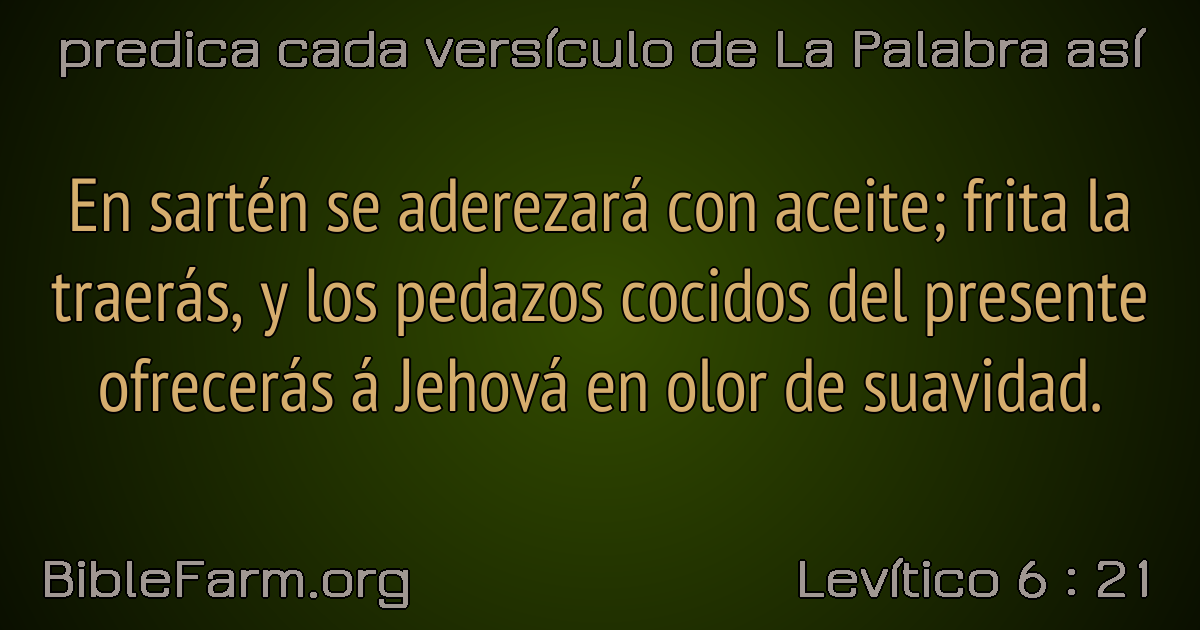 predica cada versículo de La Palabra así
En sartén se aderezará con aceite; frita la
traerás, y los pedazos cocidos del presente
ofrecerás á Jehová en olor de suavidad.
BibleFarm.org
Levítico 6 : 21